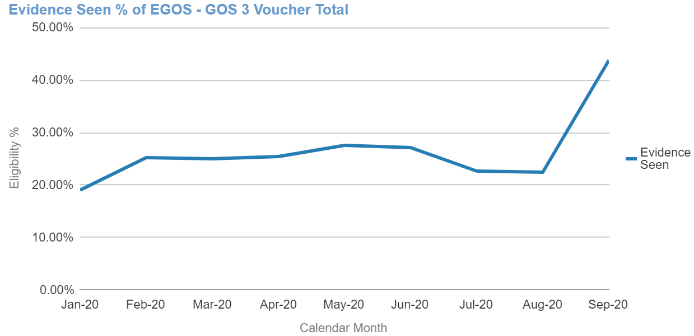 Evidence Seen % of EGOS - GOS 3 Voucher Total
50.00%
40.00%
30.00%
20.00%
10.00%
0.00%
Eligibility %
Jan-20 Feb-20 Mar-20 Apr-20 May-20 Jun-20 Jul-20 Aug-20 Sep-20
Calendar Month
Evidence
Seen